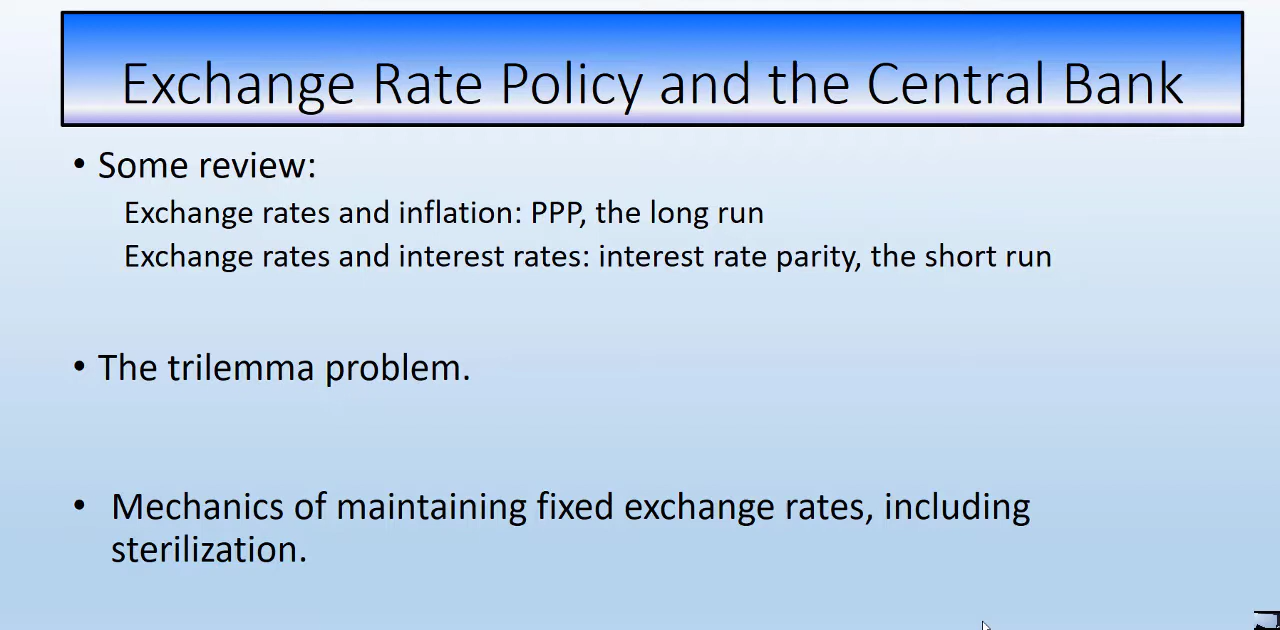 Exchange Rate Policy and the Central Bank
• Some review:
Exchange rates and inflation: PPP, the long run
Exchange rates and interest rates: interest rate parity, the short run
• The trilemma problem.
• Mechanics of maintaining fixed exchange rates, including
sterilization.